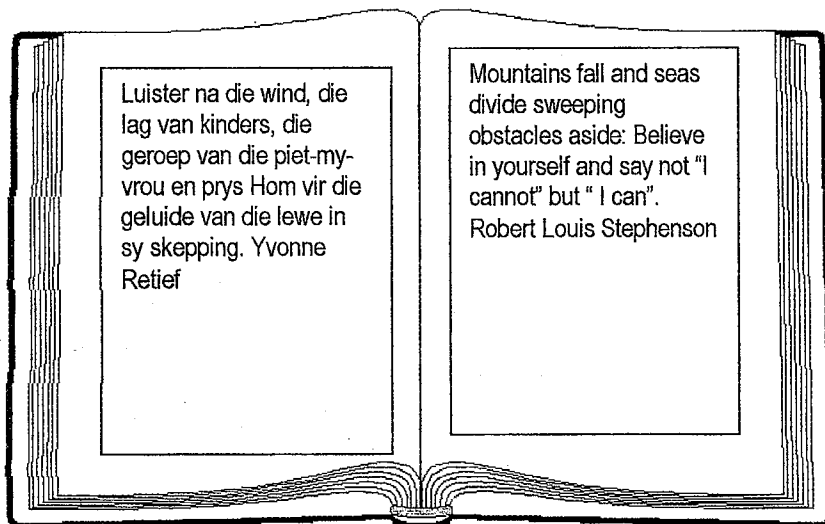 Luister na die wind, die
lag van kinders, die
geroep van die piet-my-
vrou en prys Hom vir die
geluide van die lewe in
sy skepping. Yvonne
Retief
Mountains fall and seas
divide sweeping
obstacles aside: Believe
in yourself and say not “I
cannot” but “ I can”.
Robert Louis Stephenson